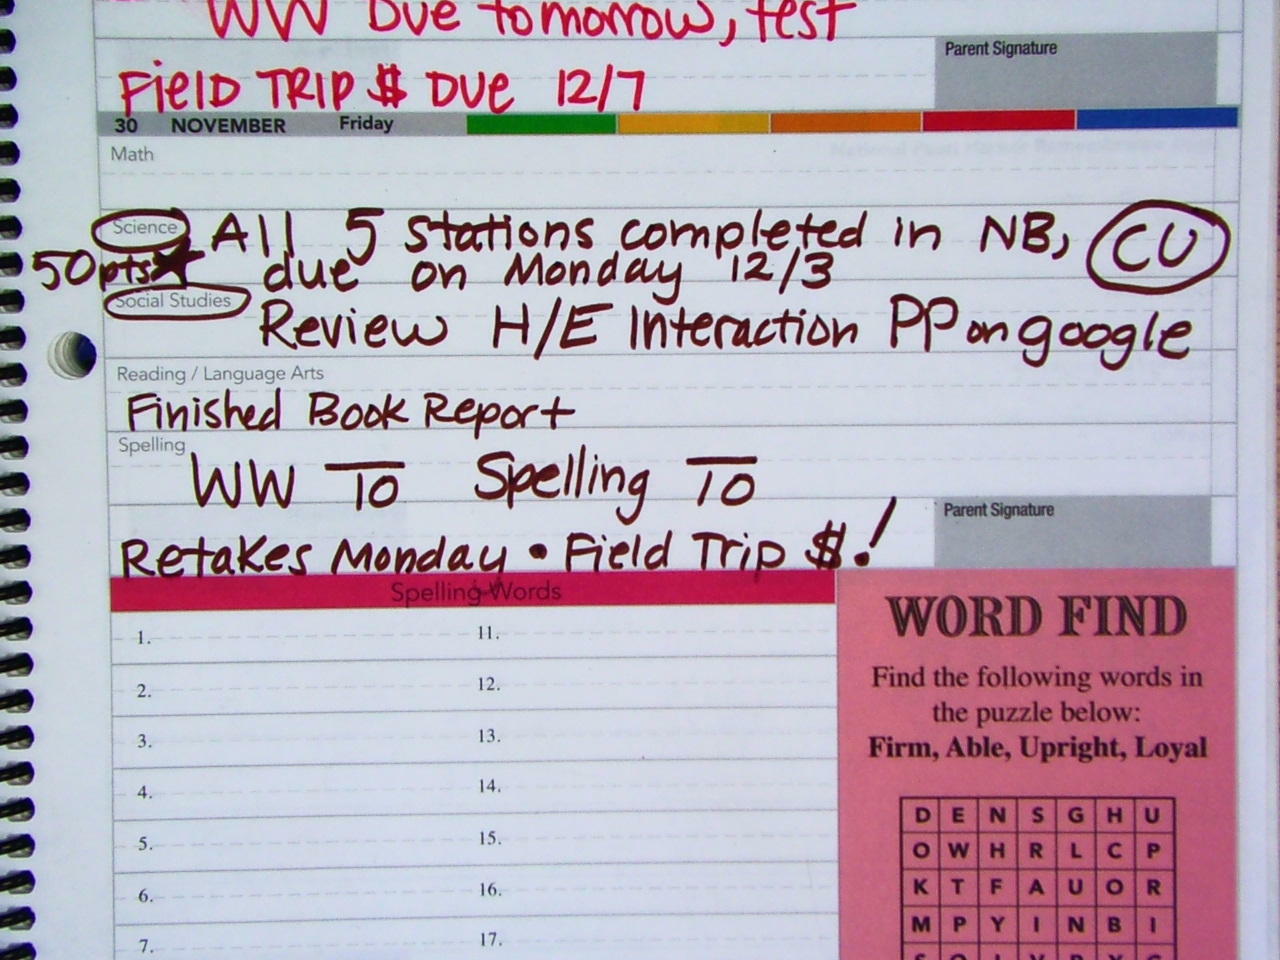 WW Due tomorrow, test
FIELD TRIP $ DUE 12/7
Parent Signature
30 NOVEMBER Friday
Math
Science All 5 stations completed in NB, CU
50pts★ due on Monday 12/3
Social Studies
Review H/E Interaction PP on google
Reading / Language Arts
Finished Book Report
Spelling
WW /10 Spelling /10
Parent Signature
Retakes Monday • Field Trip $!
Spelling Words
1. 11.
2. 12.
3. 13.
4. 14.
5. 15.
6. 16.
7. 17.
WORD FIND
Find the following words in
the puzzle below:
Firm, Able, Upright, Loyal
D E N S G H U
O W H R L C P
K T F A U O R
M P Y I N B I